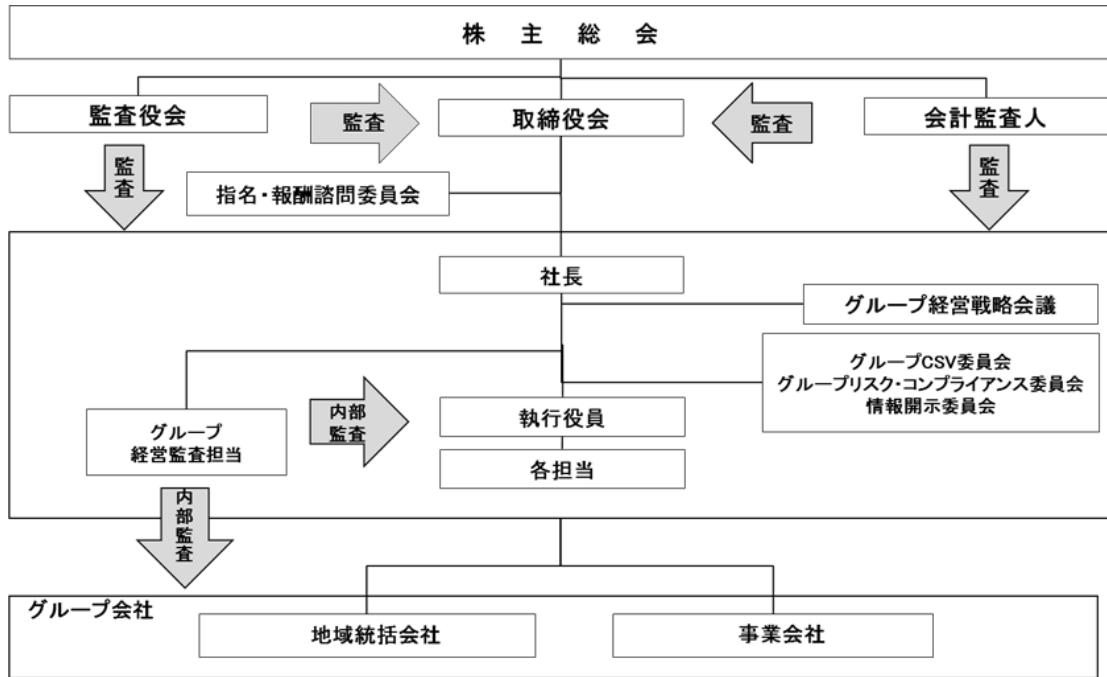 株主総会
監査役会
監査
取締役会
監査
会計監査人
監査
監査
指名・報酬諮問委員会
社長
グループ経営戦略会議
グループCSV委員会
グループリスク・コンプライアンス委員会
情報開示委員会
グループ
経営監査担当
内部
監査
執行役員
各担当
内部監査
グループ会社
地域統括会社
事業会社